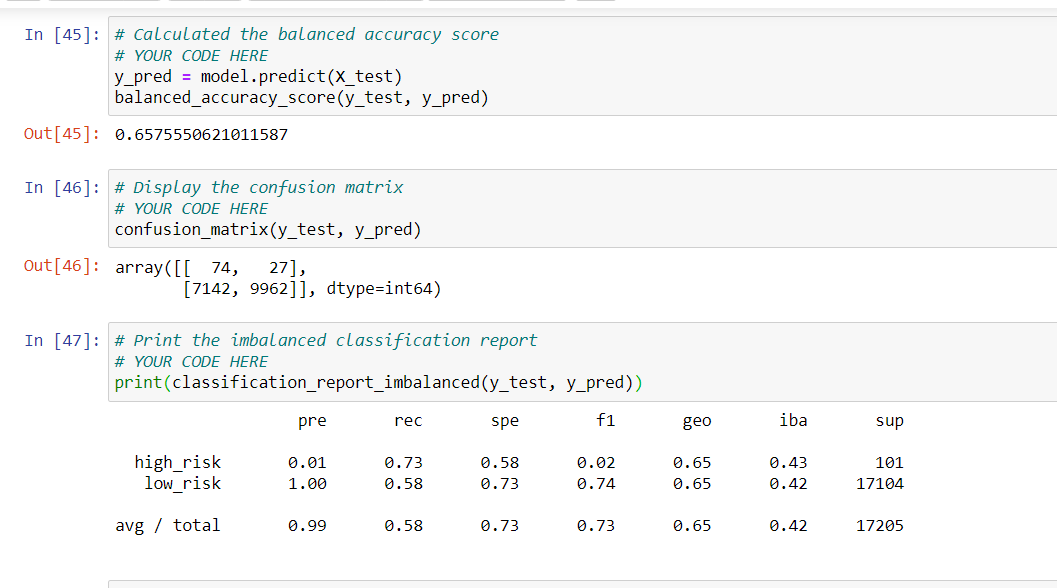 In [45]: # Calculated the balanced accuracy score
# YOUR CODE HERE
y_pred = model.predict(X_test)
balanced_accuracy_score(y_test, y_pred)
Out[45]: 0.6575550621011587
In [46]: # Display the confusion matrix
# YOUR CODE HERE
confusion_matrix(y_test, y_pred)
Out[46]: array([[  74,   27],
       [7142, 9962]], dtype=int64)
In [47]: # Print the imbalanced classification report
# YOUR CODE HERE
print(classification_report_imbalanced(y_test, y_pred))
pre rec spe f1 geo iba sup
high_risk 0.01 0.73 0.58 0.02 0.65 0.43 101
low_risk 1.00 0.58 0.73 0.74 0.65 0.42 17104
avg / total 0.99 0.58 0.73 0.73 0.65 0.42 17205